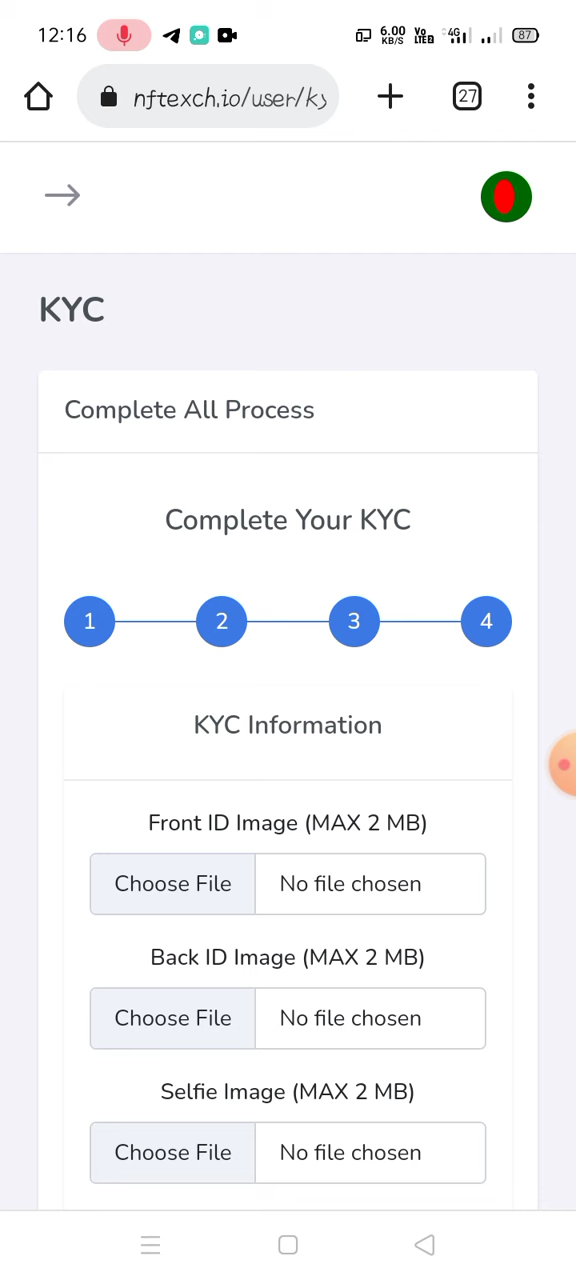 12:16
6.00 KB/S
Vo LTE 2
4G
87
nftexch.io/user/ky
27
KYC
Complete All Process
Complete Your KYC
1 2 3 4
KYC Information
Front ID Image (MAX 2 MB)
Choose File No file chosen
Back ID Image (MAX 2 MB)
Choose File No file chosen
Selfie Image (MAX 2 MB)
Choose File No file chosen